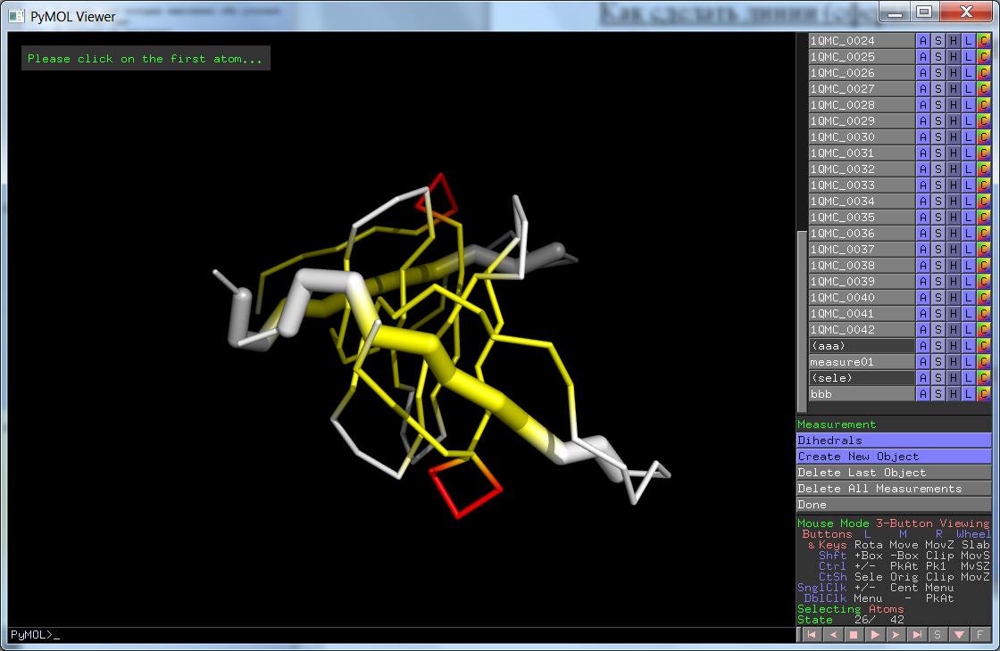 PyMOL Viewer
Как сделать линии (сфер
Please click on the first atom...
1QMC_0024 A S H L C
1QMC_0025 A S H L C
1QMC_0026 A S H L C
1QMC_0027 A S H L C
1QMC_0028 A S H L C
1QMC_0029 A S H L C
1QMC_0030 A S H L C
1QMC_0031 A S H L C
1QMC_0032 A S H L C
1QMC_0033 A S H L C
1QMC_0034 A S H L C
1QMC_0035 A S H L C
1QMC_0036 A S H L C
1QMC_0037 A S H L C
1QMC_0038 A S H L C
1QMC_0039 A S H L C
1QMC_0040 A S H L C
1QMC_0041 A S H L C
1QMC_0042 A S H L C
(aaa) A S H L C
measure01 A S H L C
(sele) A S H L C
bbb A S H L C
Measurement
Dihedrals
Create New Object
Delete Last Object
Delete All Measurements
Done
Mouse Mode 3-Button Viewing
Buttons L M R Wheel
& Keys Rota Move MovZ Slab
Shft +Box -Box Clip MovS
Ctrl +/- PkAt Pk1 MvSZ
CtSh Sele Orig Clip MovZ
SnglClk +/- Cent Menu
DblClk Menu - PkAt
Selecting Atoms
State 26/ 42
S F
PyMOL>_